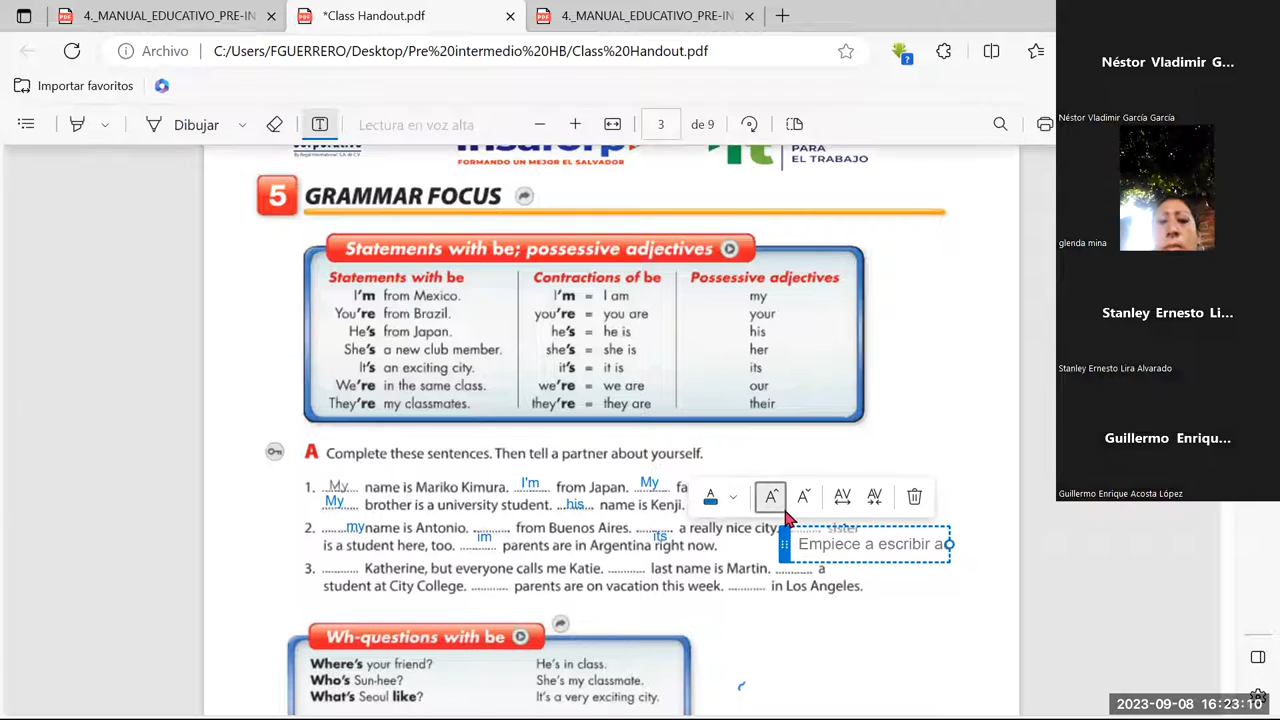 4_MANUAL_EDUCATIVO_PRE-IN
*Class Handout.pdf
4_MANUAL_EDUCATIVO_PRE-IN
Archivo
C:/Users/FGUERRERO/Desktop/Pre%20intermedio%20HB/Class%20Handout.pdf
Importar favoritos
Dibujar
Lectura en voz alta
3
de 9
By Regal International, S.A. de C.V
FORMANDO UN MEJOR EL SALVADOR
PARA
EL TRABAJO
5 GRAMMAR FOCUS
Statements with be; possessive adjectives
Statements with be Contractions of be Possessive adjectives
I'm from Mexico. I'm = I am my
You're from Brazil. you're = you are your
He's from Japan. he's = he is his
She's a new club member. she's = she is her
It's an exciting city. it's = it is its
We're in the same class. we're = we are our
They're my classmates. they're = they are their
A Complete these sentences. Then tell a partner about yourself.
1. My name is Mariko Kimura. I'm from Japan. My fa
My brother is a university student. his name is Kenji.
2. my name is Antonio. im from Buenos Aires. its a really nice city. sister
is a student here, too. parents are in Argentina right now.
Empiece a escribir a
3. Katherine, but everyone calls me Katie. last name is Martin. a
student at City College. parents are on vacation this week. in Los Angeles.
Wh-questions with be
Where's your friend? He's in class.
Who's Sun-hee? She's my classmate.
What's Seoul like? It's a very exciting city.
Néstor Vladimir G...
Néstor Vladimir García García
glenda mina
Stanley Ernesto Li...
Stanley Ernesto Lira Alvarado
Guillermo Enriqu...
Guillermo Enrique Acosta López
2023-09-08 16:23:10